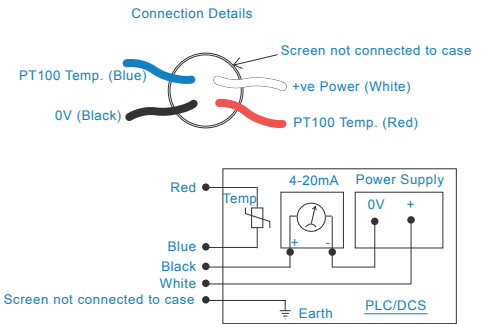 Connection Details
Screen not connected to case
PT100 Temp. (Blue)
+ve Power (White)
0V (Black)
PT100 Temp. (Red)
4-20mA
Power Supply
Red
Temp
0V
+
+
-
Blue
Black
White
Screen not connected to case
Earth
PLC/DCS